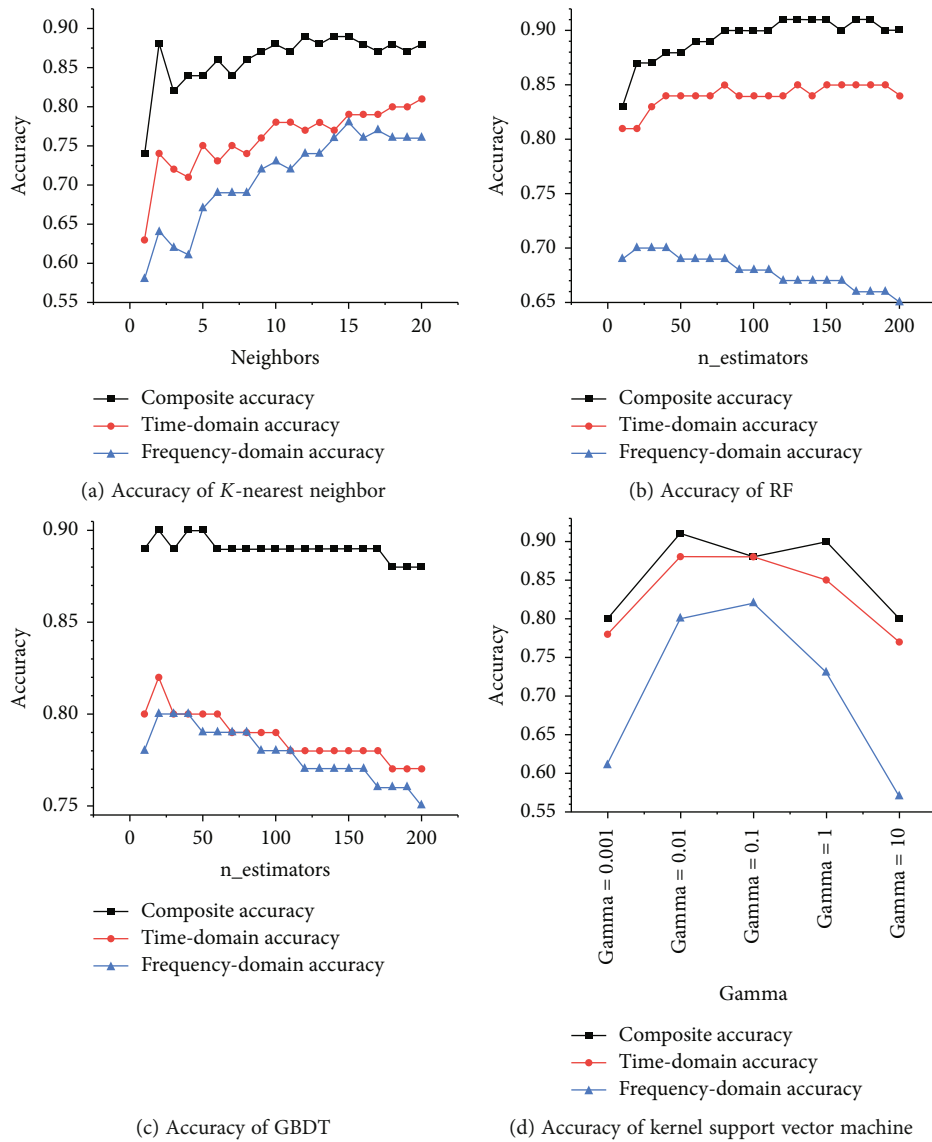 0.90
0.85
0.80
0.75
0.70
0.65
0.60
0.55
Accuracy
0 5 10 15 20
Neighbors
Composite accuracy
Time-domain accuracy
Frequency-domain accuracy
(a) Accuracy of K-nearest neighbor
0.90
0.85
0.80
0.75
0.70
0.65
Accuracy
0 50 100 150 200
n_estimators
Composite accuracy
Time-domain accuracy
Frequency-domain accuracy
(b) Accuracy of RF
0.90
0.85
0.80
0.75
Accuracy
0 50 100 150 200
n_estimators
Composite accuracy
Time-domain accuracy
Frequency-domain accuracy
(c) Accuracy of GBDT
0.90
0.85
0.80
0.75
0.70
0.65
0.60
0.55
Accuracy
Gamma = 0.001
Gamma = 0.01
Gamma = 0.1
Gamma = 1
Gamma = 10
Gamma
Composite accuracy
Time-domain accuracy
Frequency-domain accuracy
(d) Accuracy of kernel support vector machine